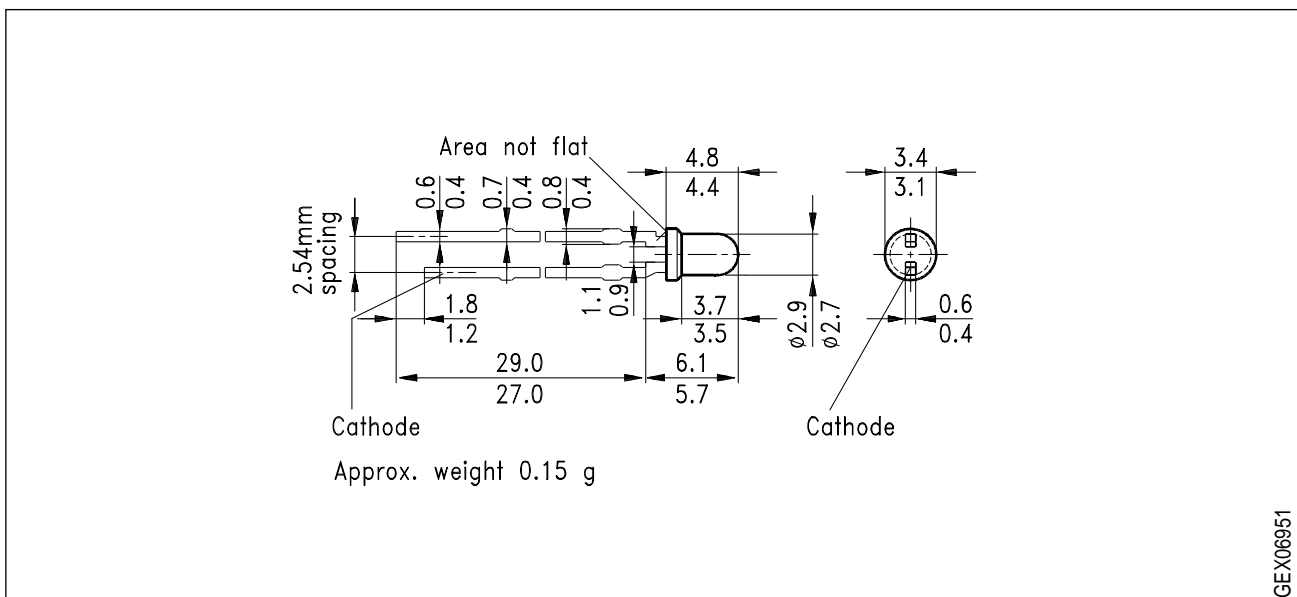 Area not flat
4.8
4.4
3.4
3.1
0.6
0.4
0.7
0.4
0.8
0.4
2.54mm
spacing
1.8
1.2
1.1
0.9
3.7
3.5
ø2.9
ø2.7
0.6
0.4
29.0
27.0
6.1
5.7
Cathode
Cathode
Approx. weight 0.15 g
GEX06951